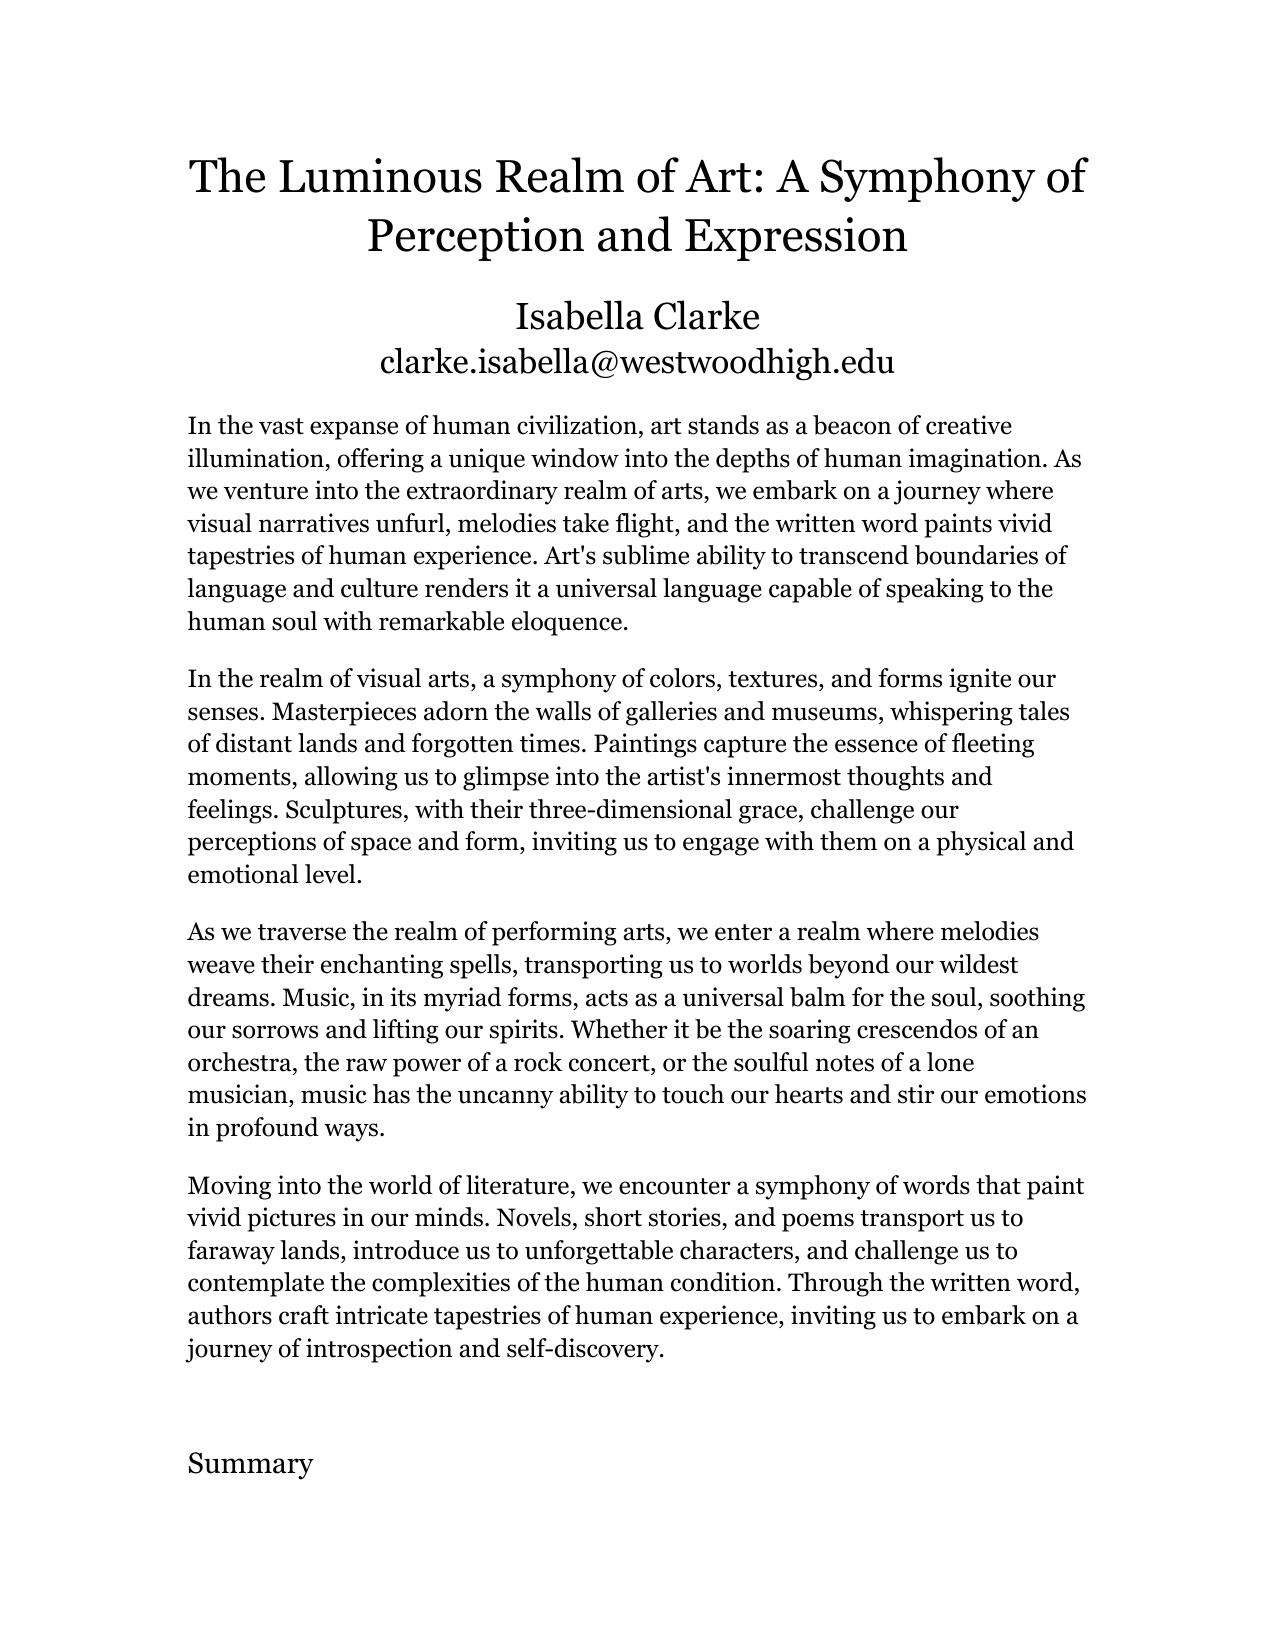 The Luminous Realm of Art: A Symphony of
Perception and Expression
Isabella Clarke
clarke.isabella@westwoodhigh.edu
In the vast expanse of human civilization, art stands as a beacon of creative
illumination, offering a unique window into the depths of human imagination. As
we venture into the extraordinary realm of arts, we embark on a journey where
visual narratives unfurl, melodies take flight, and the written word paints vivid
tapestries of human experience. Art's sublime ability to transcend boundaries of
language and culture renders it a universal language capable of speaking to the
human soul with remarkable eloquence.
In the realm of visual arts, a symphony of colors, textures, and forms ignite our
senses. Masterpieces adorn the walls of galleries and museums, whispering tales
of distant lands and forgotten times. Paintings capture the essence of fleeting
moments, allowing us to glimpse into the artist's innermost thoughts and
feelings. Sculptures, with their three-dimensional grace, challenge our
perceptions of space and form, inviting us to engage with them on a physical and
emotional level.
As we traverse the realm of performing arts, we enter a realm where melodies
weave their enchanting spells, transporting us to worlds beyond our wildest
dreams. Music, in its myriad forms, acts as a universal balm for the soul, soothing
our sorrows and lifting our spirits. Whether it be the soaring crescendos of an
orchestra, the raw power of a rock concert, or the soulful notes of a lone
musician, music has the uncanny ability to touch our hearts and stir our emotions
in profound ways.
Moving into the world of literature, we encounter a symphony of words that paint
vivid pictures in our minds. Novels, short stories, and poems transport us to
faraway lands, introduce us to unforgettable characters, and challenge us to
contemplate the complexities of the human condition. Through the written word,
authors craft intricate tapestries of human experience, inviting us to embark on a
journey of introspection and self-discovery.
Summary